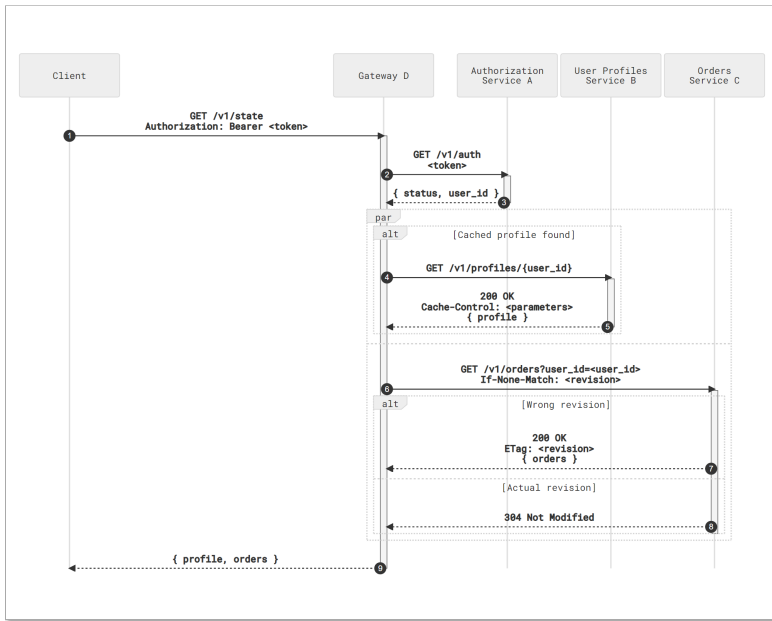 Client
Gateway D
Authorization
Service A
User Profiles
Service B
Orders
Service C
GET /v1/state
Authorization: Bearer <token>
1
GET /v1/auth
<token>
2
{ status, user_id }
3
par
alt
[Cached profile found]
GET /v1/profiles/{user_id}
4
200 OK
Cache-Control: <parameters>
{ profile }
5
GET /v1/orders?user_id=<user_id>
If-None-Match: <revision>
6
alt
[Wrong revision]
200 OK
ETag: <revision>
{ orders }
7
[Actual revision]
304 Not Modified
8
{ profile, orders }
9